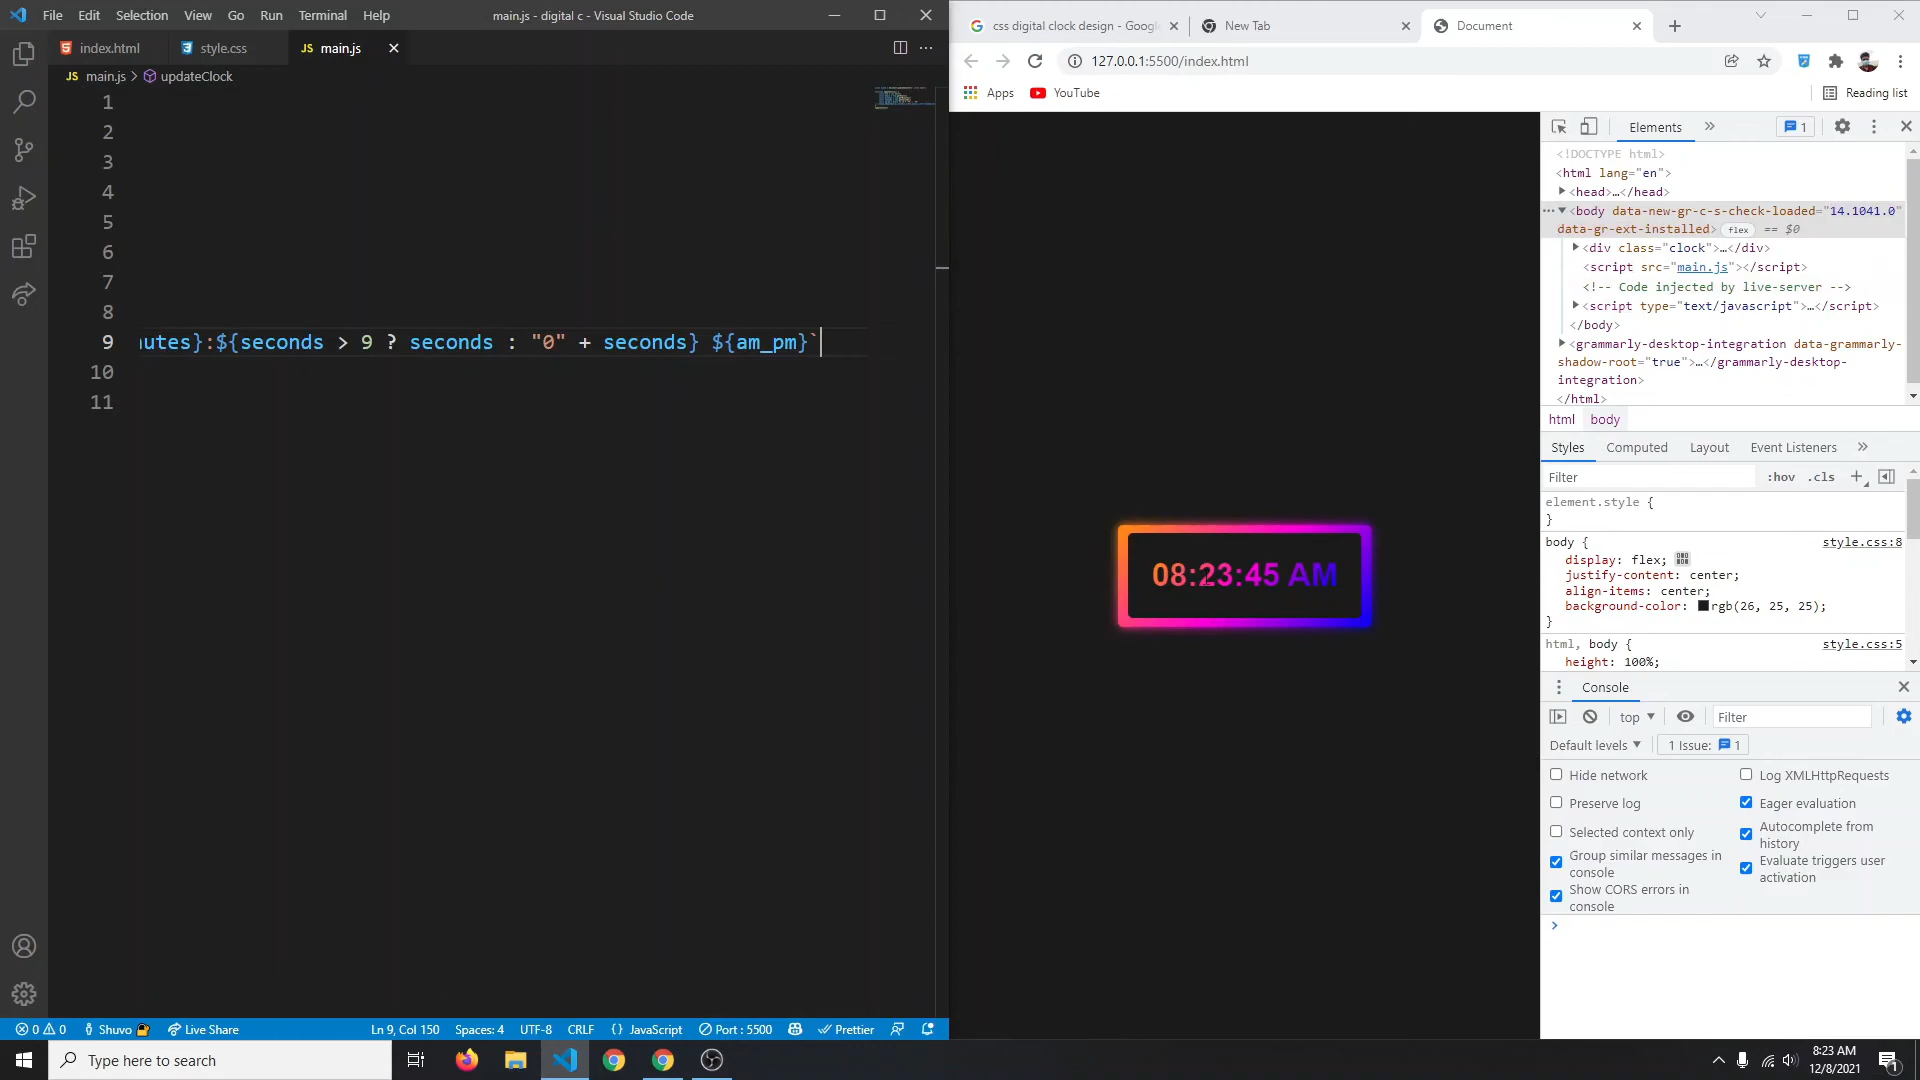 File Edit Selection View Go Run Terminal Help
main.js - digital c - Visual Studio Code
index.html
style.css
JS main.js
JS main.js > updateClock
1
2
3
4
5
6
7
8
9 utes}:${seconds > 9 ? seconds : "0" + seconds} ${am_pm}`
10
11
0 0 Shuvo Live Share Ln 9, Col 150 Spaces: 4 UTF-8 CRLF {} JavaScript Port : 5500 Prettier
css digital clock design - Google
New Tab
Document
127.0.0.1:5500/index.html
Apps YouTube Reading list
08:23:45 AM
Elements » 1
<!DOCTYPE html>
<html lang="en">
<head>…</head>
<body data-new-gr-c-s-check-loaded="14.1041.0"
data-gr-ext-installed> flex == $0
<div class="clock">…</div>
<script src="main.js"></script>
<!-- Code injected by live-server -->
<script type="text/javascript">…</script>
</body>
<grammarly-desktop-integration data-grammarly-
shadow-root="true">…</grammarly-desktop-
integration>
</html>
html body
Styles Computed Layout Event Listeners »
Filter :hov .cls +
element.style {
}
body { style.css:8
display: flex;
justify-content: center;
align-items: center;
background-color: rgb(26, 25, 25);
}
html, body { style.css:5
height: 100%;
Console
top Filter
Default levels 1 Issue: 1
Hide network Log XMLHttpRequests
Preserve log Eager evaluation
Selected context only Autocomplete from
history
Group similar messages in
console
Evaluate triggers user
activation
Show CORS errors in
console
>
Type here to search
8:23 AM
12/8/2021
1